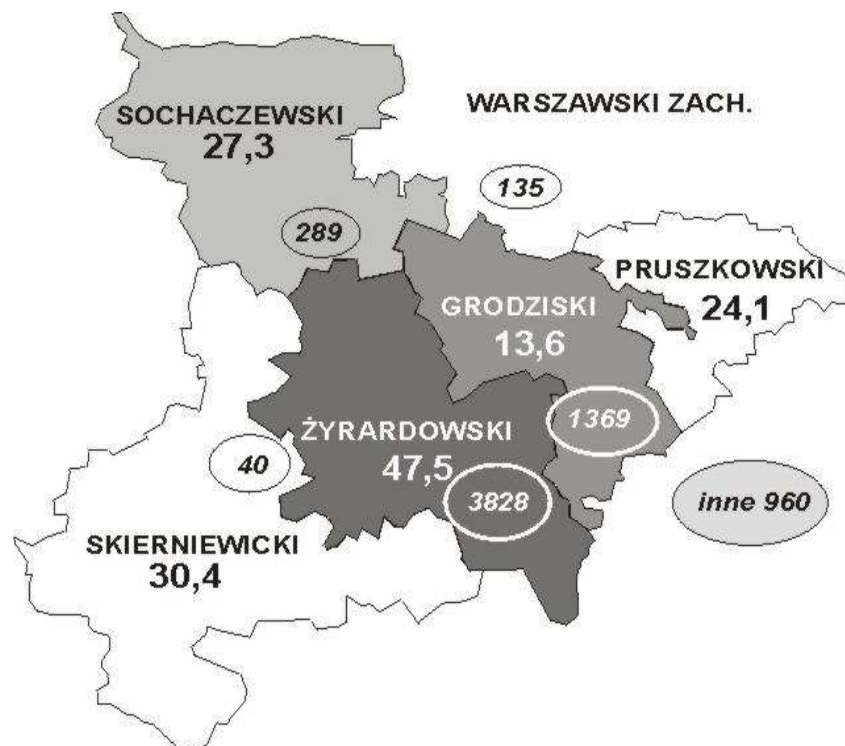 SOCHACZEWSKI
27,3
WARSZAWSKI ZACH.
135
289
PRUSZKOWSKI
24,1
GRODZISKI
13,6
1369
ŻYRARDOWSKI
47,5
40
3828
inne 960
SKIERNIEWICKI
30,4